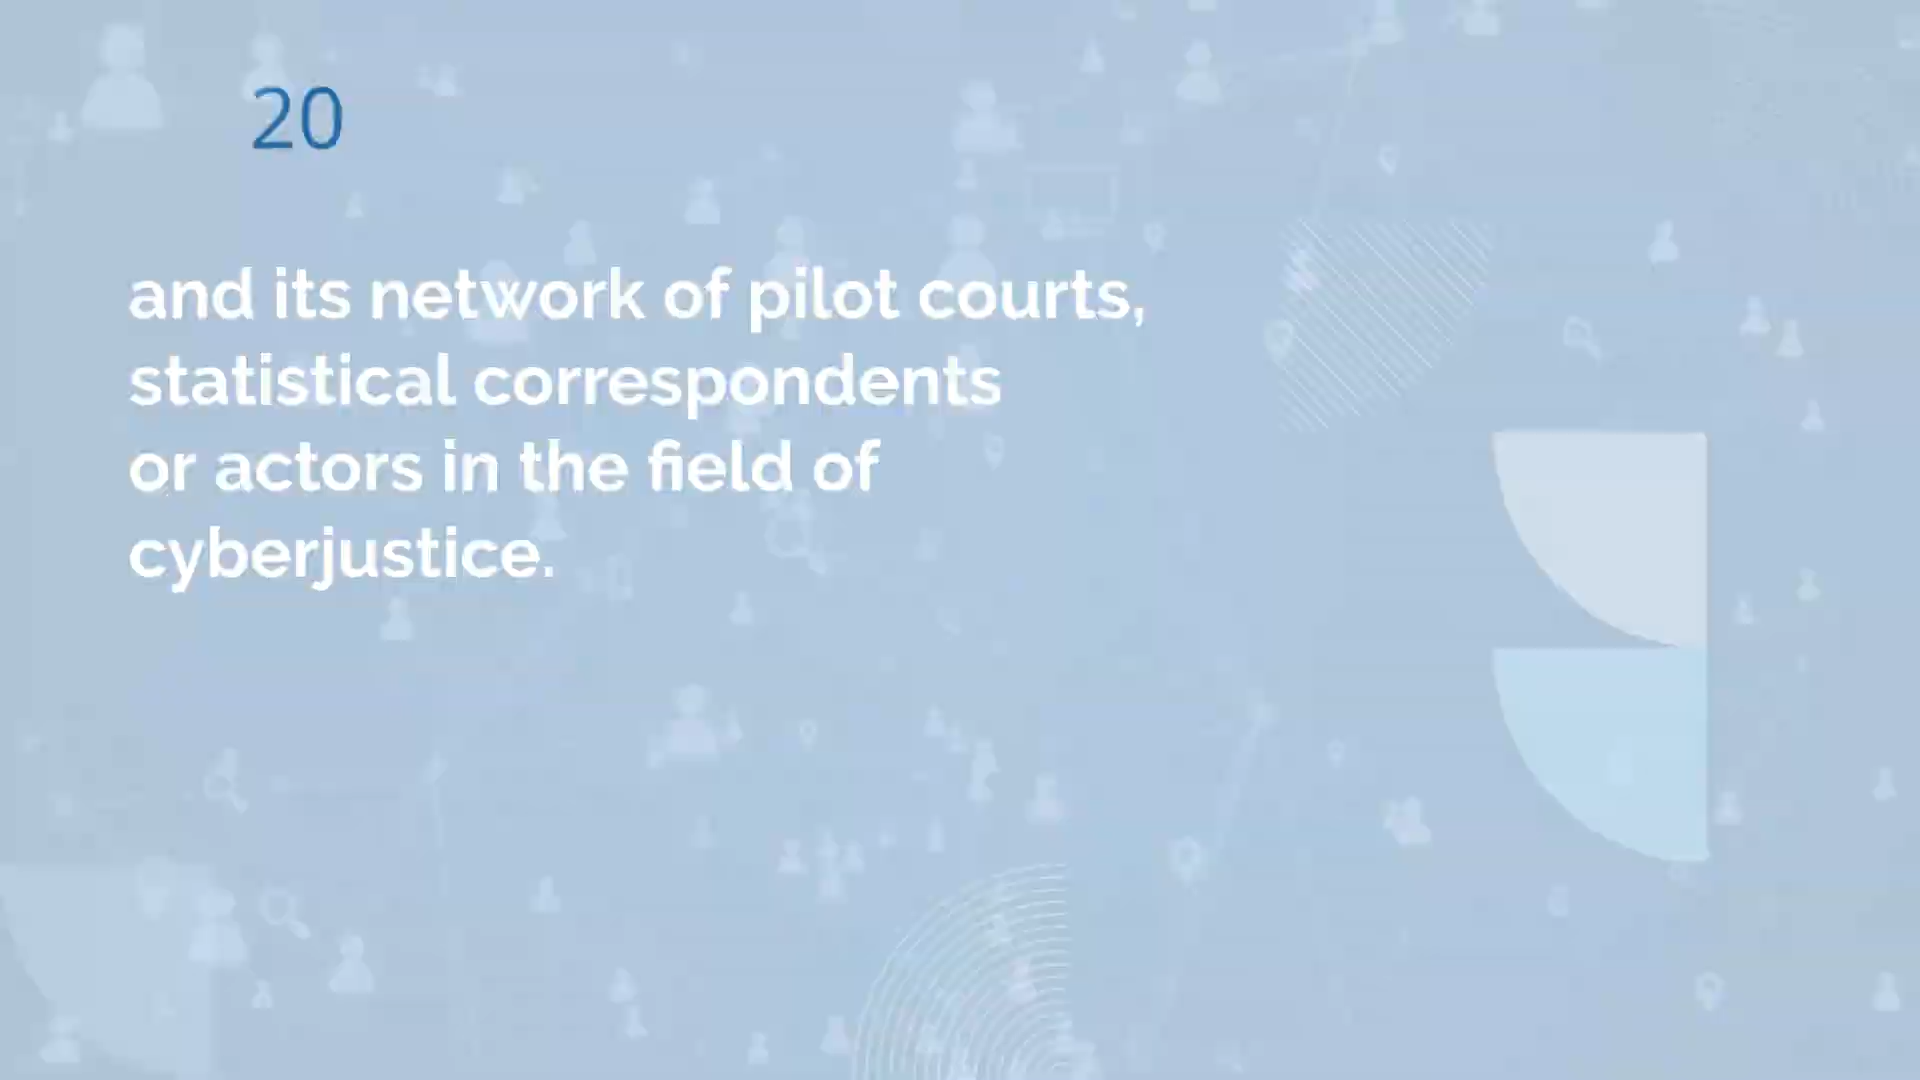 20
and its network of pilot courts,
statistical correspondents
or actors in the field of
cyberjustice.